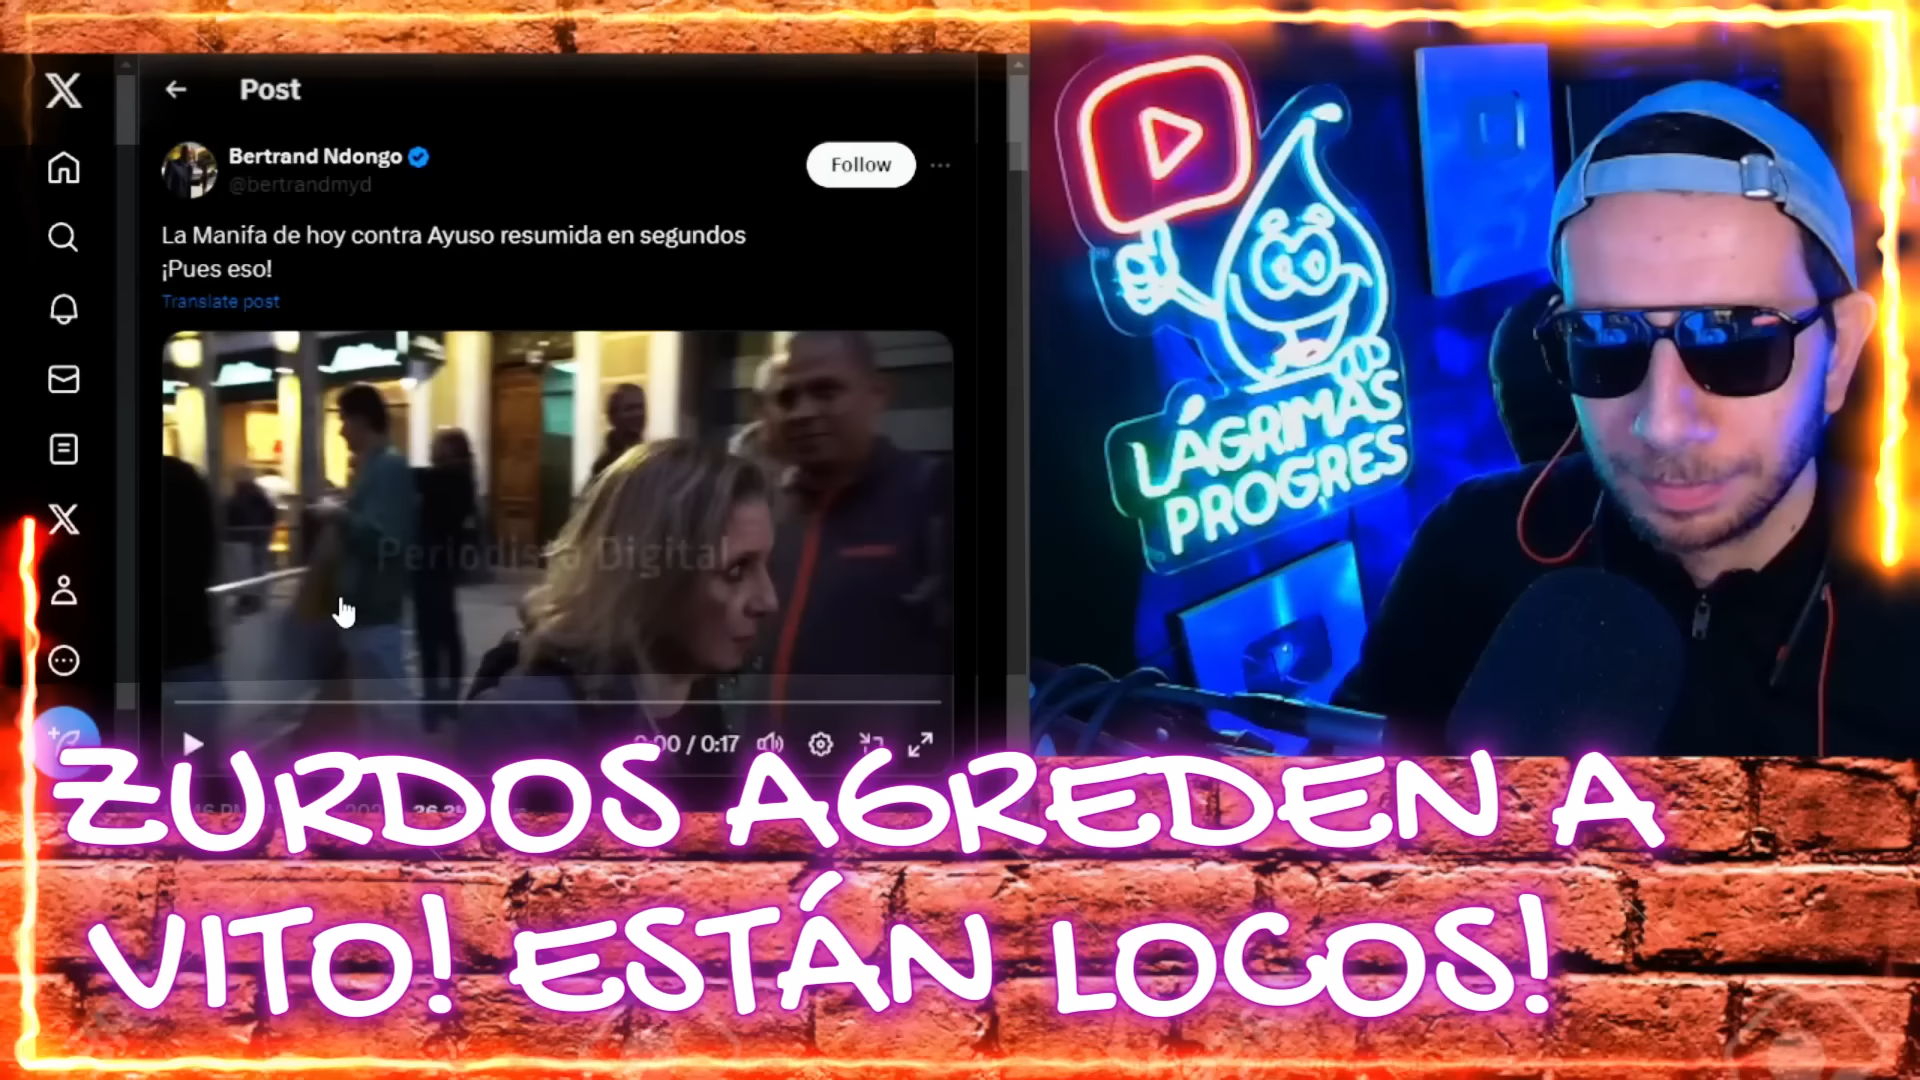 Post
Bertrand Ndongo
@bertrandmyd
Follow
La Manifa de hoy contra Ayuso resumida en segundos
¡Pues eso!
Translate post
Periodista Digital
0:00 / 0:17
LÁGRIMAS
PROGRES
ZURDOS AGREDEN A
VITO! ESTÁN LOCOS!